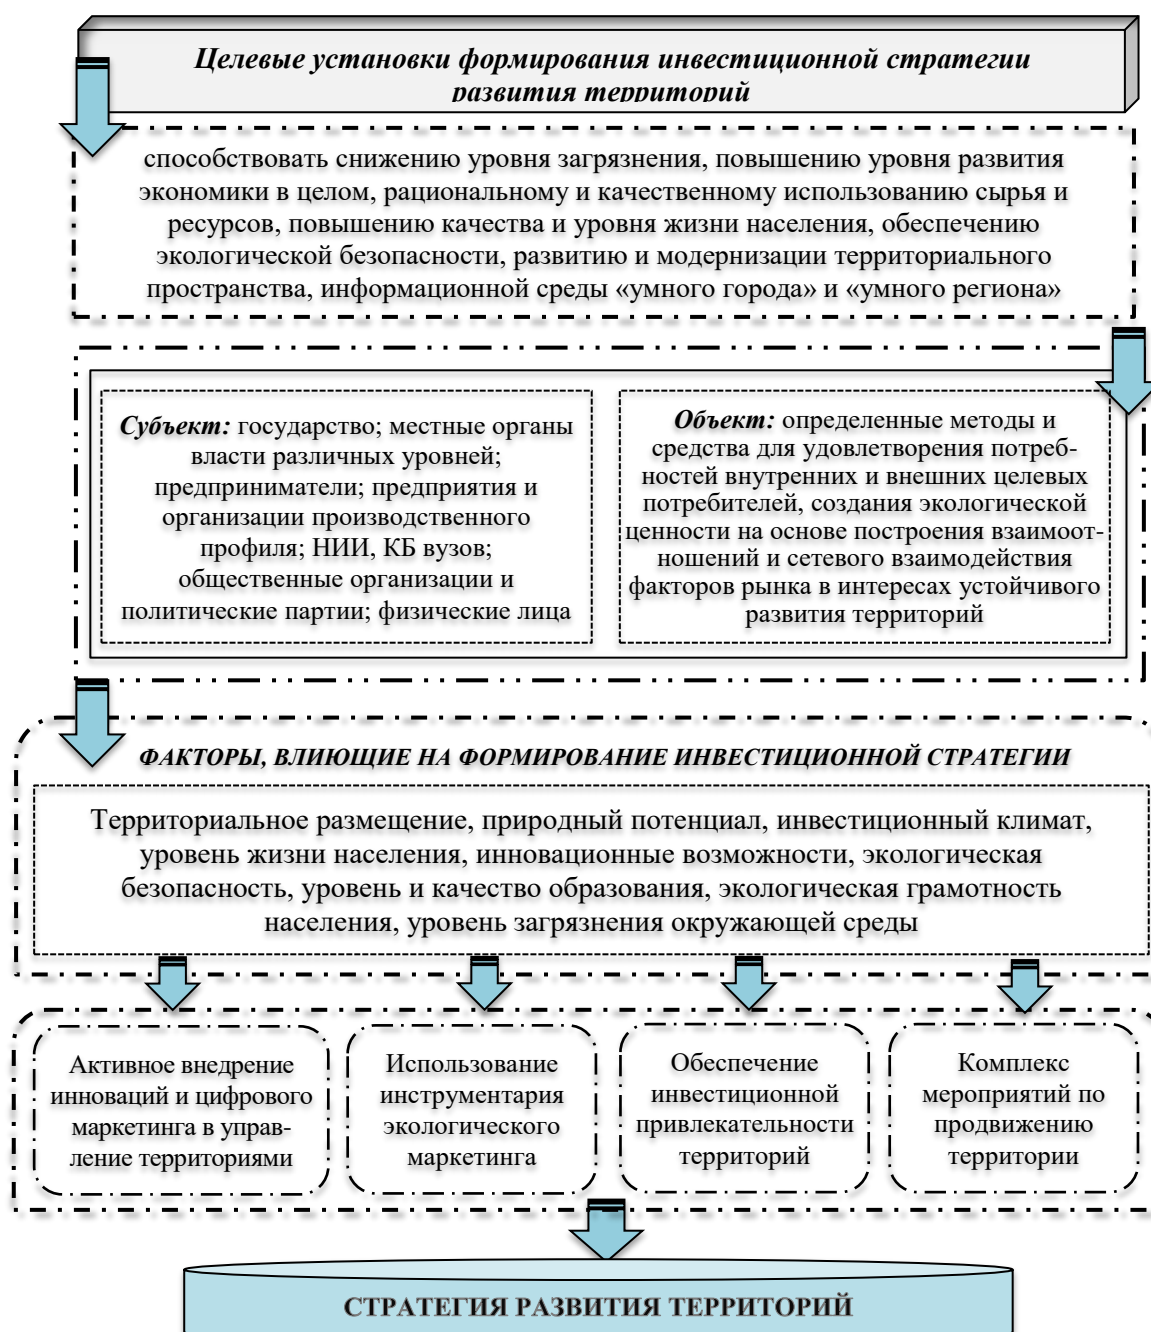 Целевые установки формирования инвестиционной стратегии
развития территорий
способствовать снижению уровня загрязнения, повышению уровня развития
экономики в целом, рациональному и качественному использованию сырья и
ресурсов, повышению качества и уровня жизни населения, обеспечению
экологической безопасности, развитию и модернизации территориального
пространства, информационной среды «умного города» и «умного региона»
Субъект: государство; местные органы
власти различных уровней;
предприниматели; предприятия и
организации производственного
профиля; НИИ, КБ вузов;
общественные организации и
политические партии; физические лица
Объект: определенные методы и
средства для удовлетворения потреб-
ностей внутренних и внешних целевых
потребителей, создания экологической
ценности на основе построения взаимоот-
ношений и сетевого взаимодействия
факторов рынка в интересах устойчивого
развития территорий
ФАКТОРЫ, ВЛИЯЮЩИЕ НА ФОРМИРОВАНИЕ ИНВЕСТИЦИОННОЙ СТРАТЕГИИ
Территориальное размещение, природный потенциал, инвестиционный климат,
уровень жизни населения, инновационные возможности, экологическая
безопасность, уровень и качество образования, экологическая грамотность
населения, уровень загрязнения окружающей среды
Активное внедрение
инноваций и цифрового
маркетинга в управ-
ление территориями
Использование
инструментария
экологического
маркетинга
Обеспечение
инвестиционной
привлекательности
территорий
Комплекс
мероприятий по
продвижению
территории
СТРАТЕГИЯ РАЗВИТИЯ ТЕРРИТОРИЙ